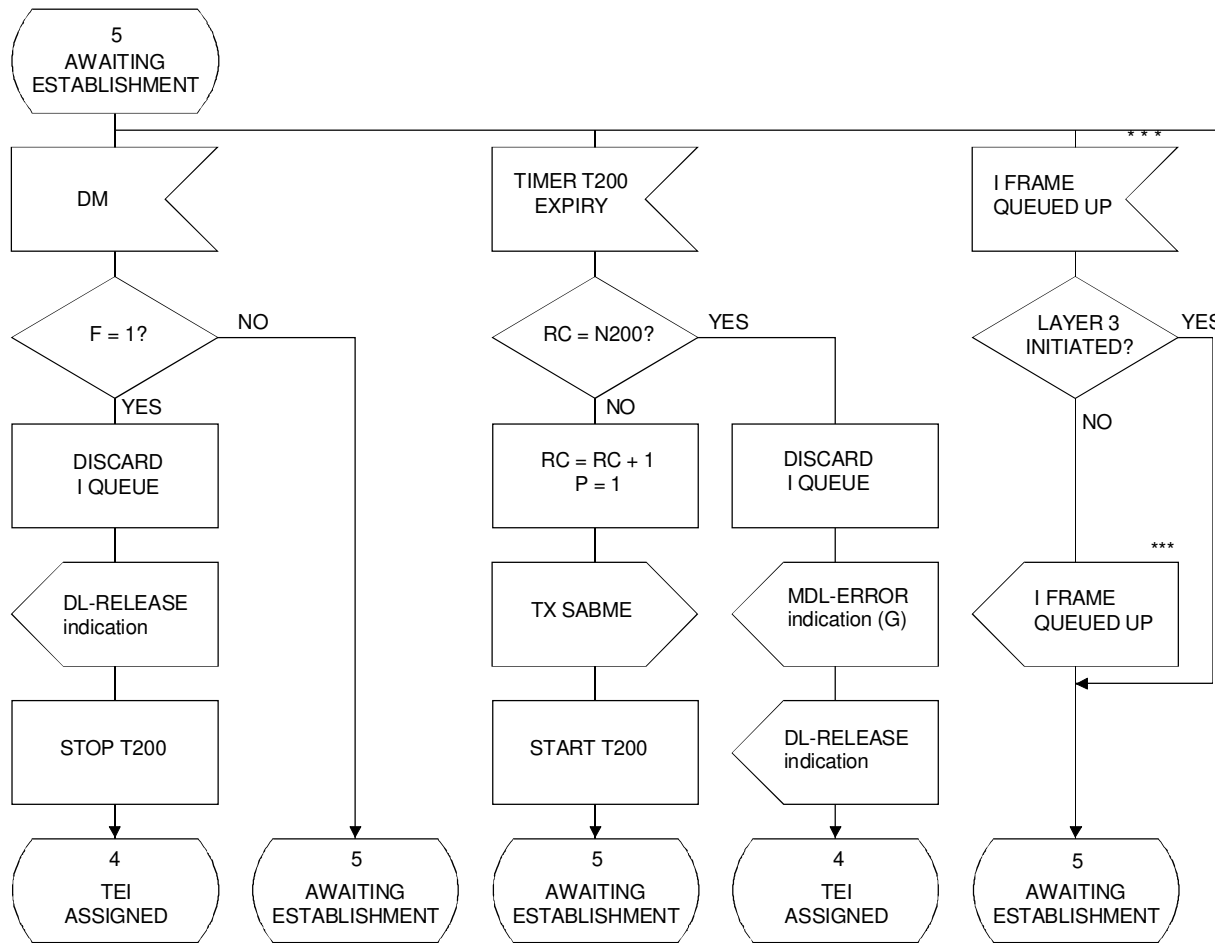 5
AWAITING
ESTABLISHMENT
* * *
DM
TIMER T200
EXPIRY
I FRAME
QUEUED UP
F = 1?
NO
YES
RC = N200?
YES
NO
LAYER 3
INITIATED?
YES
NO
DISCARD
I QUEUE
RC = RC + 1
P = 1
DISCARD
I QUEUE
DL-RELEASE
indication
TX SABME
MDL-ERROR
indication (G)
***
I FRAME
QUEUED UP
STOP T200
START T200
DL-RELEASE
indication
4
TEI
ASSIGNED
5
AWAITING
ESTABLISHMENT
5
AWAITING
ESTABLISHMENT
4
TEI
ASSIGNED
5
AWAITING
ESTABLISHMENT